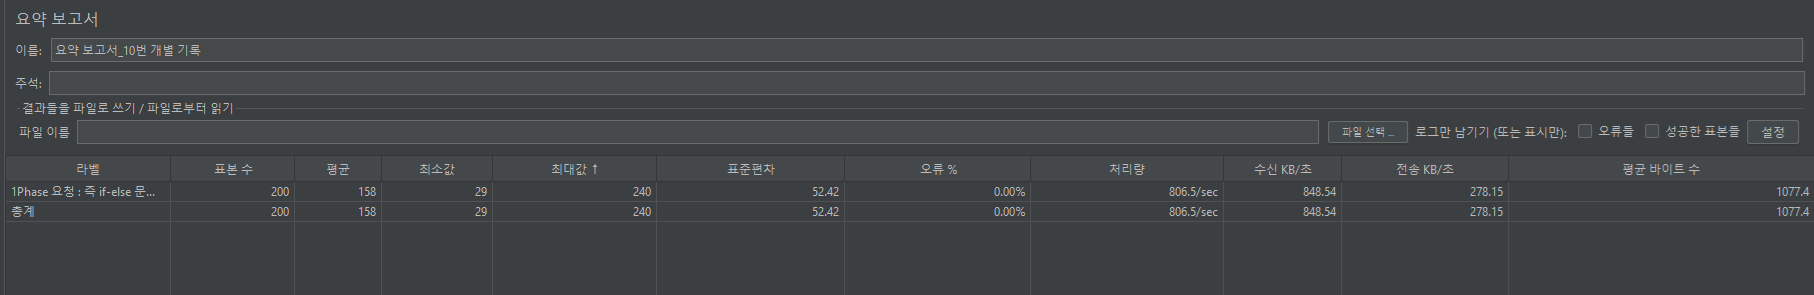 요약 보고서
이름: 요약 보고서_10번 개별 기록
주석:
결과들을 파일로 쓰기 / 파일로부터 읽기
파일 이름 파일 선택 ... 로그만 남기기 (또는 표시만): 오류들 성공한 표본들 설정
라벨 표본 수 평균 최소값 최대값 ↑ 표준편차 오류 % 처리량 수신 KB/초 전송 KB/초 평균 바이트 수
1Phase 요청 : 즉 if-else 문... 200 158 29 240 52.42 0.00% 806.5/sec 848.54 278.15 1077.4
총계 200 158 29 240 52.42 0.00% 806.5/sec 848.54 278.15 1077.4